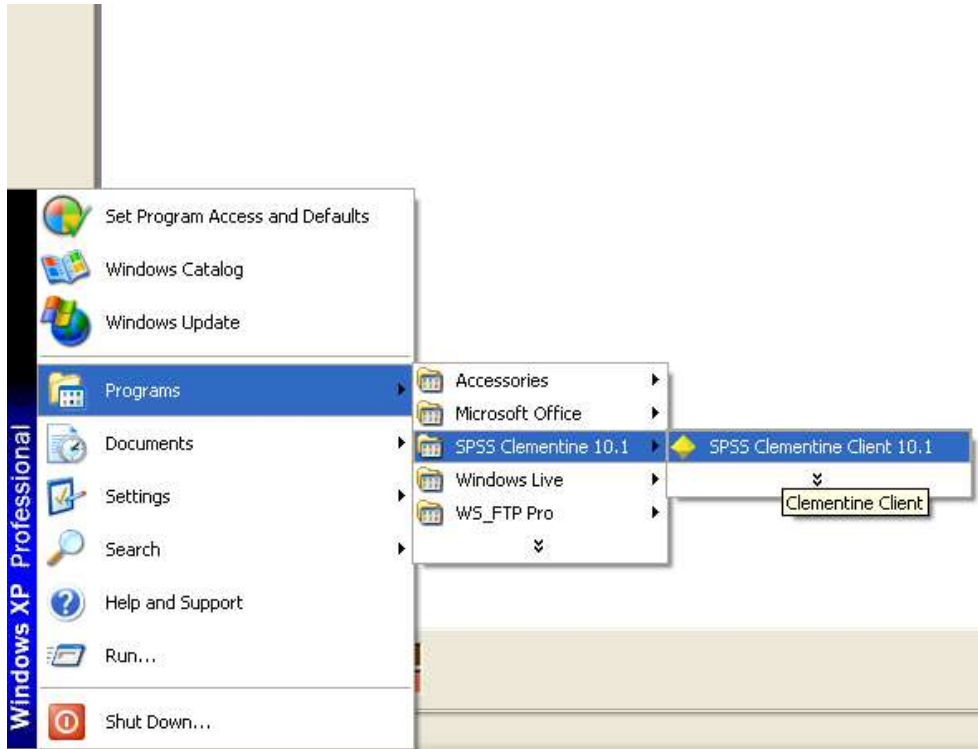 Set Program Access and Defaults
Windows Catalog
Windows Update
Programs
Documents
Settings
Search
Help and Support
Run...
Shut Down...
Windows XP Professional
Accessories
Microsoft Office
SPSS Clementine 10.1
Windows Live
WS_FTP Pro
SPSS Clementine Client 10.1
Clementine Client